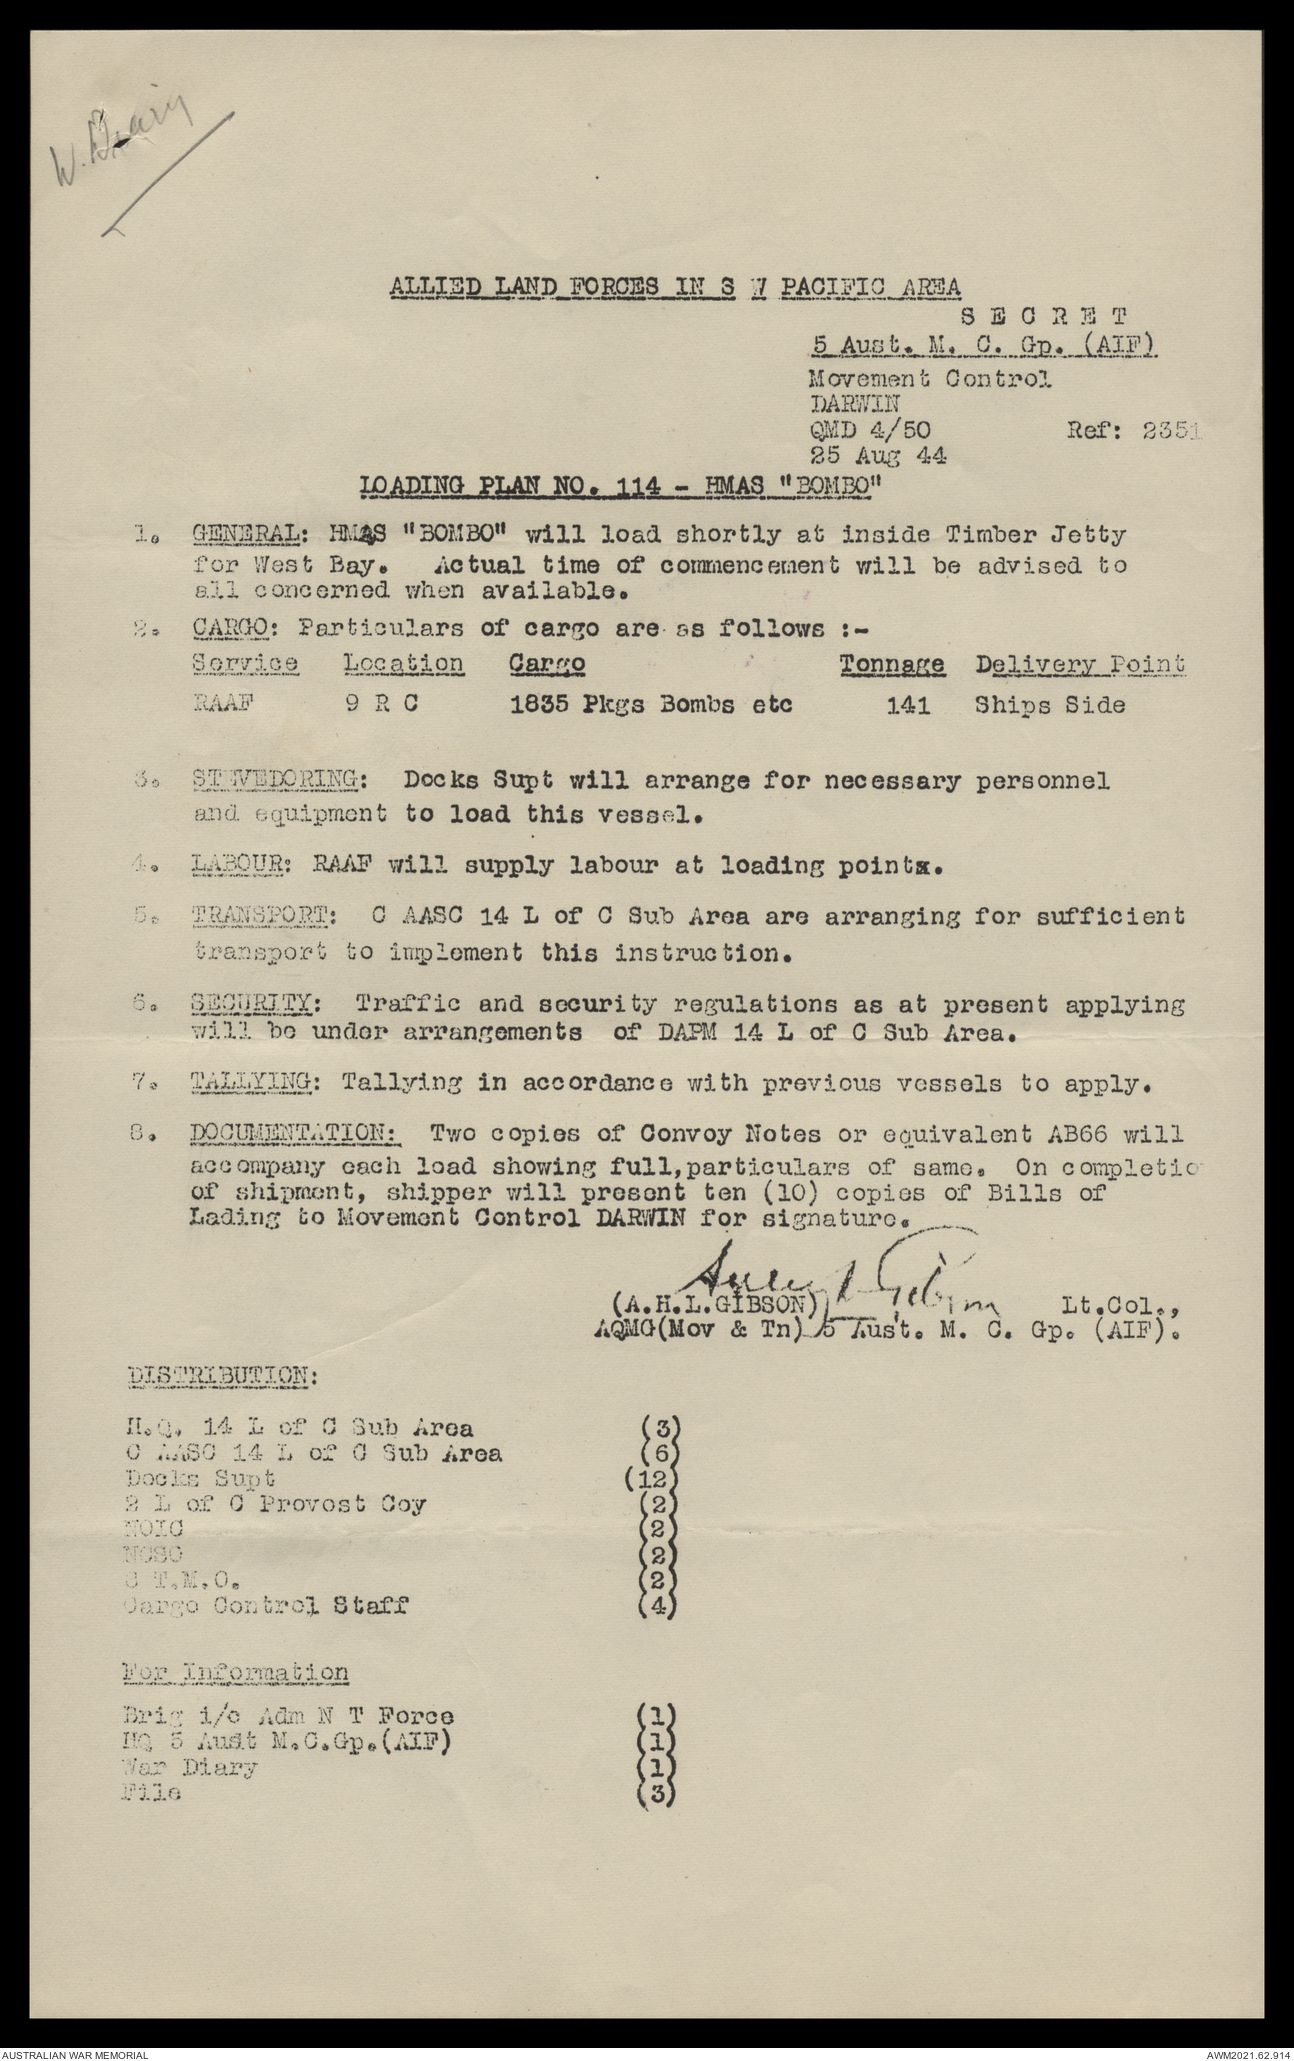 W. Diary
ALLIED LAND FORCES IN S W PACIFIC AREA
S E C R E T
5 Aust. M. C. Gp. (AIF)
Movement Control
DARWIN
QMD 4/50 Ref: 2351
25 Aug 44
LOADING PLAN NO. 114 - HMAS "BOMBO"
1. GENERAL: HMAS "BOMBO" will load shortly at inside Timber Jetty
for West Bay. Actual time of commencement will be advised to
all concerned when available.
2. CARGO: Particulars of cargo are as follows :-
Service Location Cargo Tonnage Delivery Point
RAAF 9 R C 1835 Pkgs Bombs etc 141 Ships Side
3. STEVEDORING: Docks Supt will arrange for necessary personnel
and equipment to load this vessel.
4. LABOUR: RAAF will supply labour at loading point.
5. TRANSPORT: C AASC 14 L of C Sub Area are arranging for sufficient
transport to implement this instruction.
6. SECURITY: Traffic and security regulations as at present applying
will be under arrangements of DAPM 14 L of C Sub Area.
7. TALLYING: Tallying in accordance with previous vessels to apply.
8. DOCUMENTATION: Two copies of Convoy Notes or equivalent AB66 will
accompany each load showing full,particulars of same. On completio
of shipment, shipper will present ten (10) copies of Bills of
Lading to Movement Control DARWIN for signature.
(A.H.L.GIBSON) Lt.Col.,
AQMG(Mov & Tn) 5 Aust. M. C. Gp. (AIF).
DISTRIBUTION:
H.Q. 14 L of C Sub Area (3)
C AASC 14 L of C Sub Area (6)
Docks Supt (12)
2 L of C Provost Coy (2)
NOIC (2)
NCSO (2)
S T.M.O. (2)
Cargo Control Staff (4)
For Information
Brig i/c Adm N T Force (1)
HQ 5 Aust M.C.Gp.(AIF) (1)
War Diary (1)
File (3)
AUSTRALIAN WAR MEMORIAL AWM2021.62.914